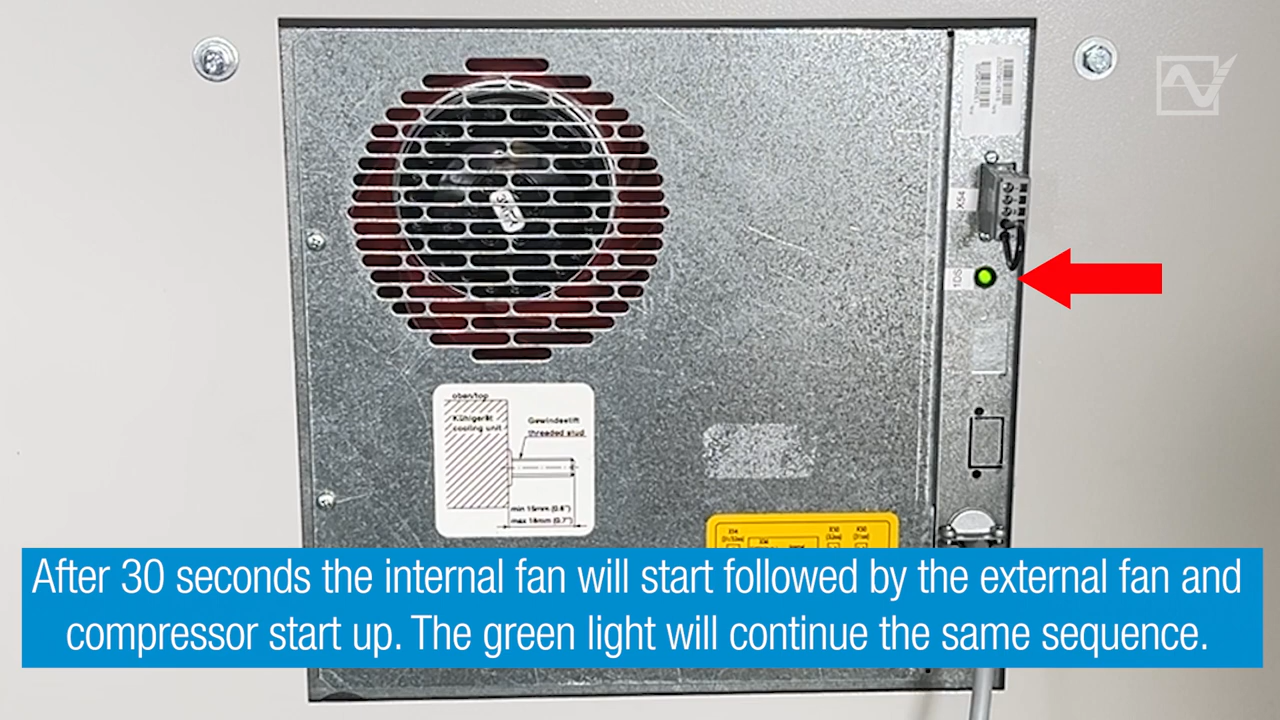 X54
1DS
oben/top
Kühlgerät
cooling unit
Gewindestift
threaded stud
min 15mm (0.6")
max 18mm (0.7")
After 30 seconds the internal fan will start followed by the external fan and
compressor start up. The green light will continue the same sequence.